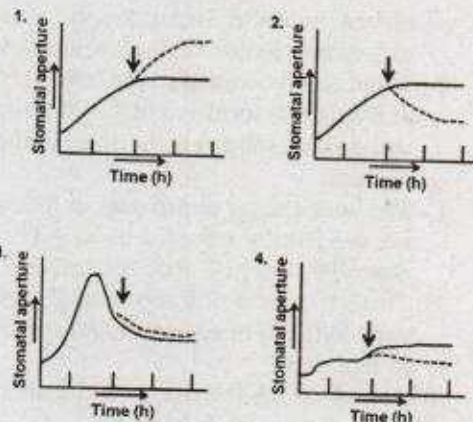 1.
Stomatal aperture
Time (h)
2.
Stomatal aperture
Time (h)
Stomatal aperture
Time (h)
4.
Stomatal aperture
Time (h)